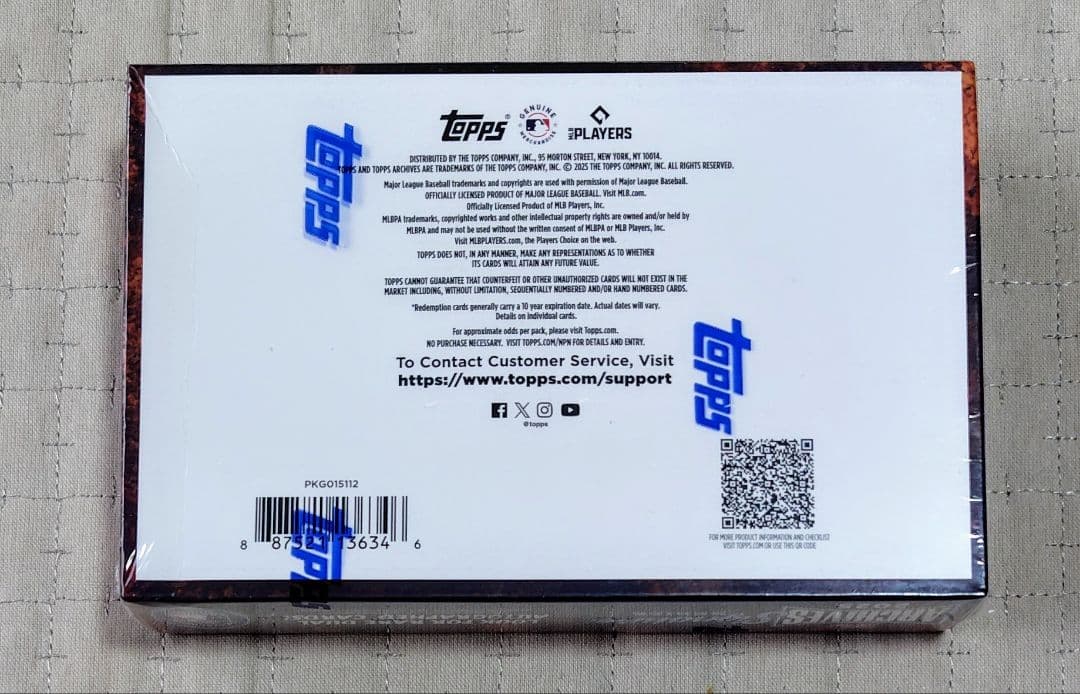 topps®
GENUINE MERCHANDISE
MLB PLAYERS
DISTRIBUTED BY THE TOPPS COMPANY, INC., 95 MORTON STREET, NEW YORK, NY 10014.
TOPPS AND TOPPS ARCHIVES ARE TRADEMARKS OF THE TOPPS COMPANY, INC. © 2025 THE TOPPS COMPANY, INC. ALL RIGHTS RESERVED.
Major League Baseball trademarks and copyrights are used with permission of Major League Baseball.
OFFICIALLY LICENSED PRODUCT OF MAJOR LEAGUE BASEBALL. Visit MLB.com.
Officially Licensed Product of MLB Players, Inc.
MLBPA trademarks, copyrighted works and other intellectual property rights are owned and/or held by
MLBPA and may not be used without the written consent of MLBPA or MLB Players, Inc.
Visit MLBPLAYERS.com, the Players Choice on the web.
TOPPS DOES NOT, IN ANY MANNER, MAKE ANY REPRESENTATIONS AS TO WHETHER
ITS CARDS WILL ATTAIN ANY FUTURE VALUE.
TOPPS CANNOT GUARANTEE THAT COUNTERFEIT OR OTHER UNAUTHORIZED CARDS WILL NOT EXIST IN THE
MARKET INCLUDING, WITHOUT LIMITATION, SEQUENTIALLY NUMBERED AND/OR HAND NUMBERED CARDS.
*Redemption cards generally carry a 10 year expiration date. Actual dates will vary.
Details on individual cards.
For approximate odds per pack, please visit Topps.com.
NO PURCHASE NECESSARY. VISIT TOPPS.COM/NPN FOR DETAILS AND ENTRY.
To Contact Customer Service, Visit
https://www.topps.com/support
@topps
topps
topps
PKG015112
8 87521 13634 6
topps
FOR MORE PRODUCT INFORMATION AND CHECKLIST
VISIT TOPPS.COM OR USE THIS QR CODE
ARCHIVES
AUTOGRAPHED CARDS